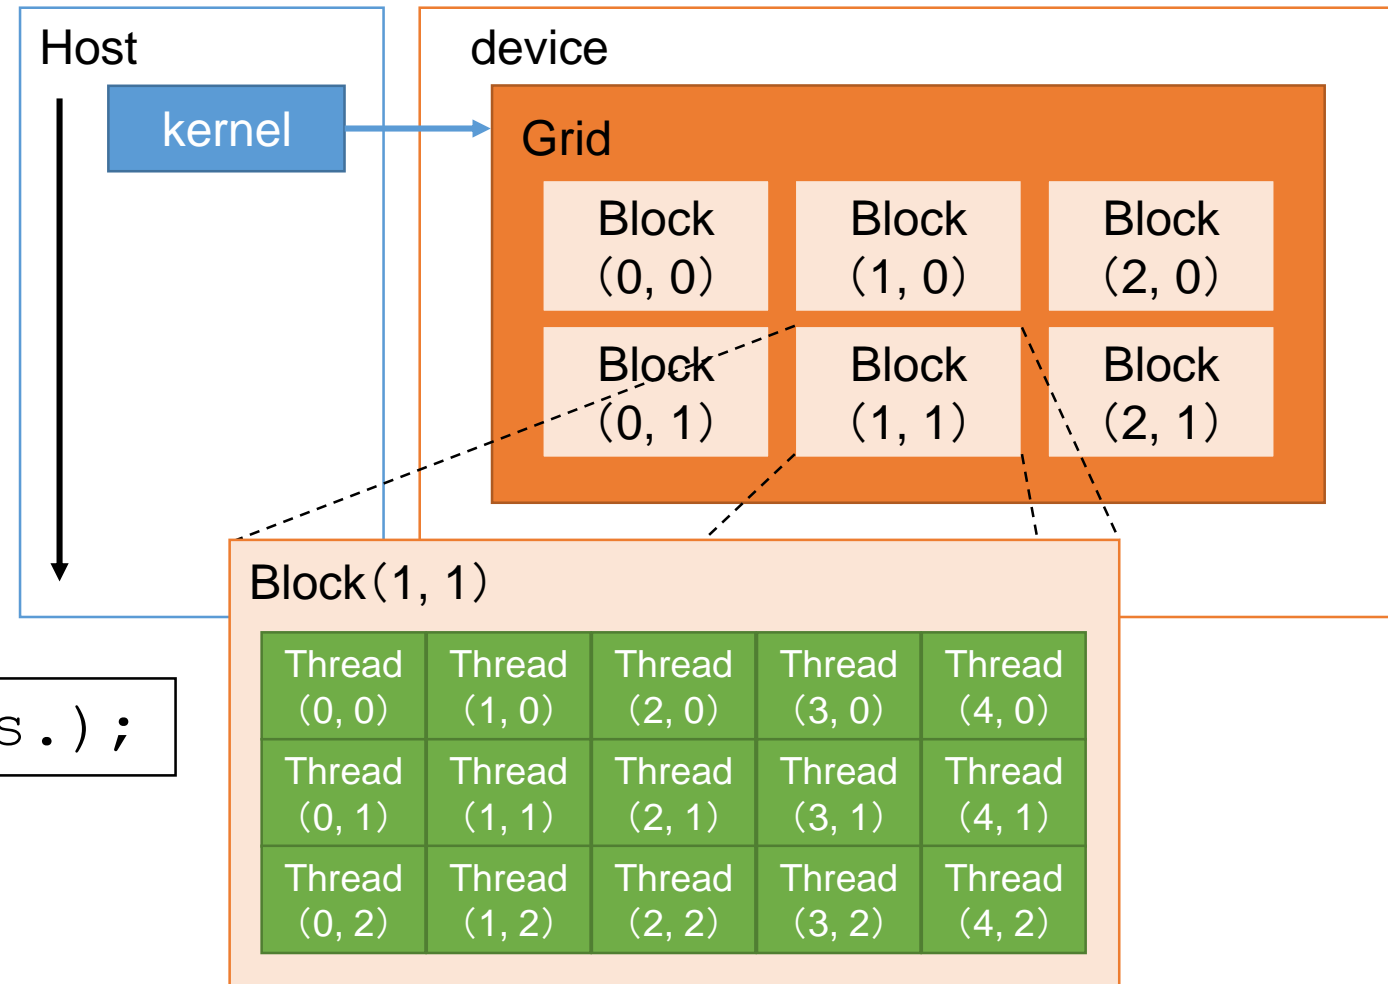 Host
device
kernel
Grid
Block
（0, 0）
Block
（1, 0）
Block
（2, 0）
Block
（0, 1）
Block
（1, 1）
Block
（2, 1）
Block（1, 1）
Thread
（0, 0）
Thread
（1, 0）
Thread
（2, 0）
Thread
（3, 0）
Thread
（4, 0）
s.);
Thread
（0, 1）
Thread
（1, 1）
Thread
（2, 1）
Thread
（3, 1）
Thread
（4, 1）
Thread
（0, 2）
Thread
（1, 2）
Thread
（2, 2）
Thread
（3, 2）
Thread
（4, 2）